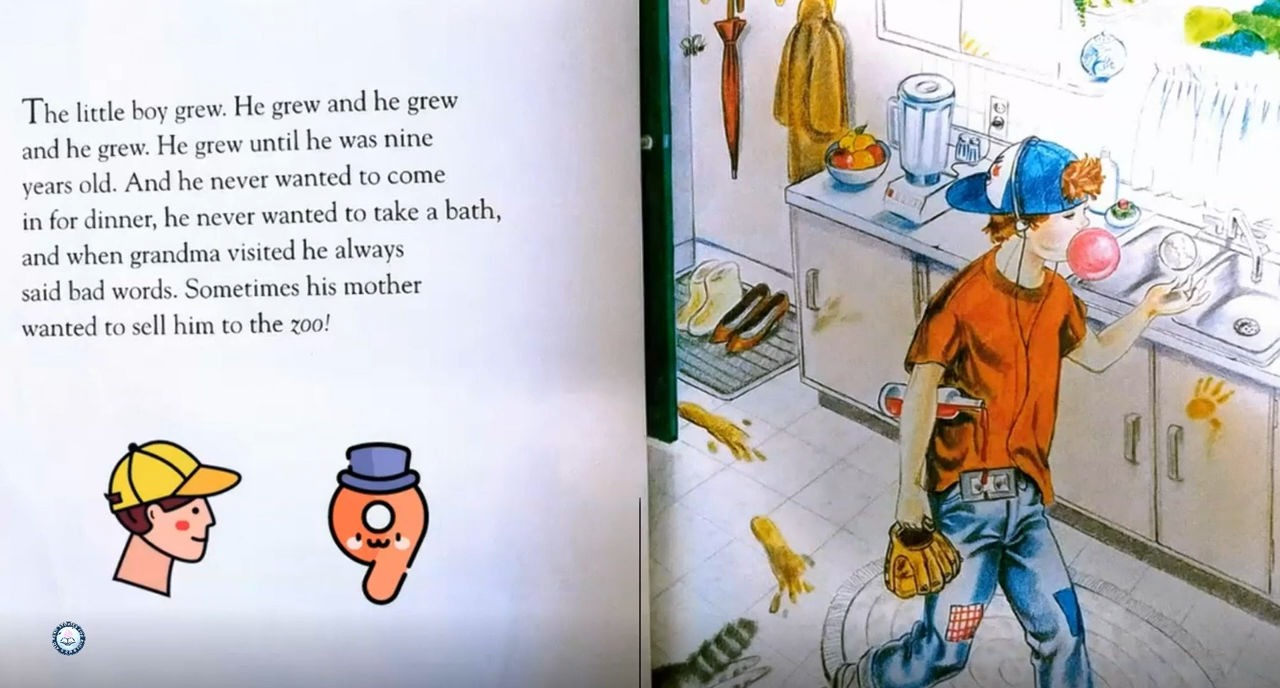 The little boy grew. He grew and he grew
and he grew. He grew until he was nine
years old. And he never wanted to come
in for dinner, he never wanted to take a bath,
and when grandma visited he always
said bad words. Sometimes his mother
wanted to sell him to the zoo!